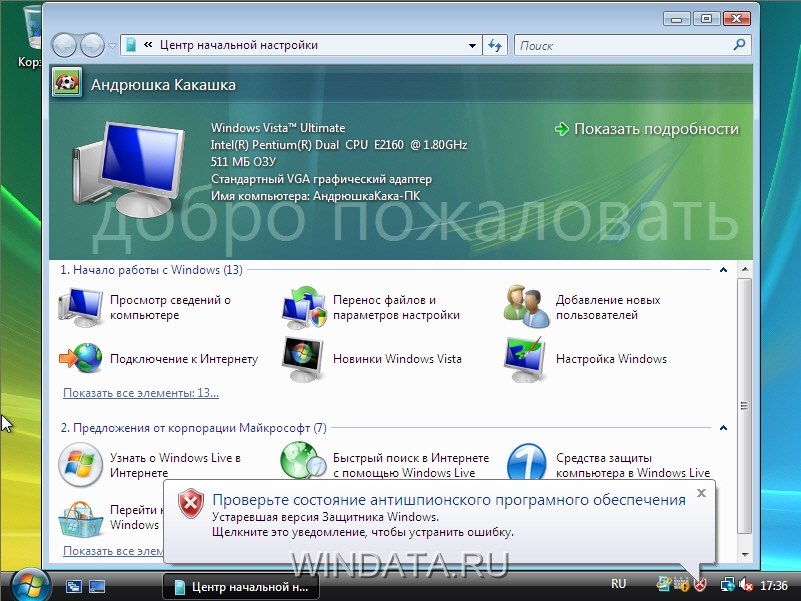 Корз
Центр начальной настройки
Поиск
Андрюшка Какашка
Windows Vista™ Ultimate
Intel(R) Pentium(R) Dual CPU E2160 @ 1.80GHz
511 МБ ОЗУ
Стандартный VGA графический адаптер
Имя компьютера: АндрюшкаКака-ПК
Показать подробности
добро пожаловать
1. Начало работы с Windows (13)
Просмотр сведений о
компьютере
Перенос файлов и
параметров настройки
Добавление новых
пользователей
Подключение к Интернету
Новинки Windows Vista
Настройка Windows
Показать все элементы: 13...
2. Предложения от корпорации Майкрософт (7)
Узнать о Windows Live в
Интернете
Быстрый поиск в Интернете
с помощью Windows Live
Средства защиты
компьютера в Windows Live
Перейти н
Windows
Показать все элем
Проверьте состояние антишпионского програмного обеспечения
Устаревшая версия Защитника Windows.
Щелкните это уведомление, чтобы устранить ошибку.
WINDATA.RU
Центр начальной н...
RU
17:36